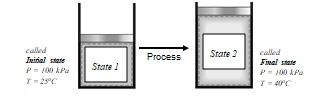 called
Initial state
P = 100 kPa
T = 25°C
State 1
Process
State 2
called
Final state
P = 100 kPa
T = 40°C